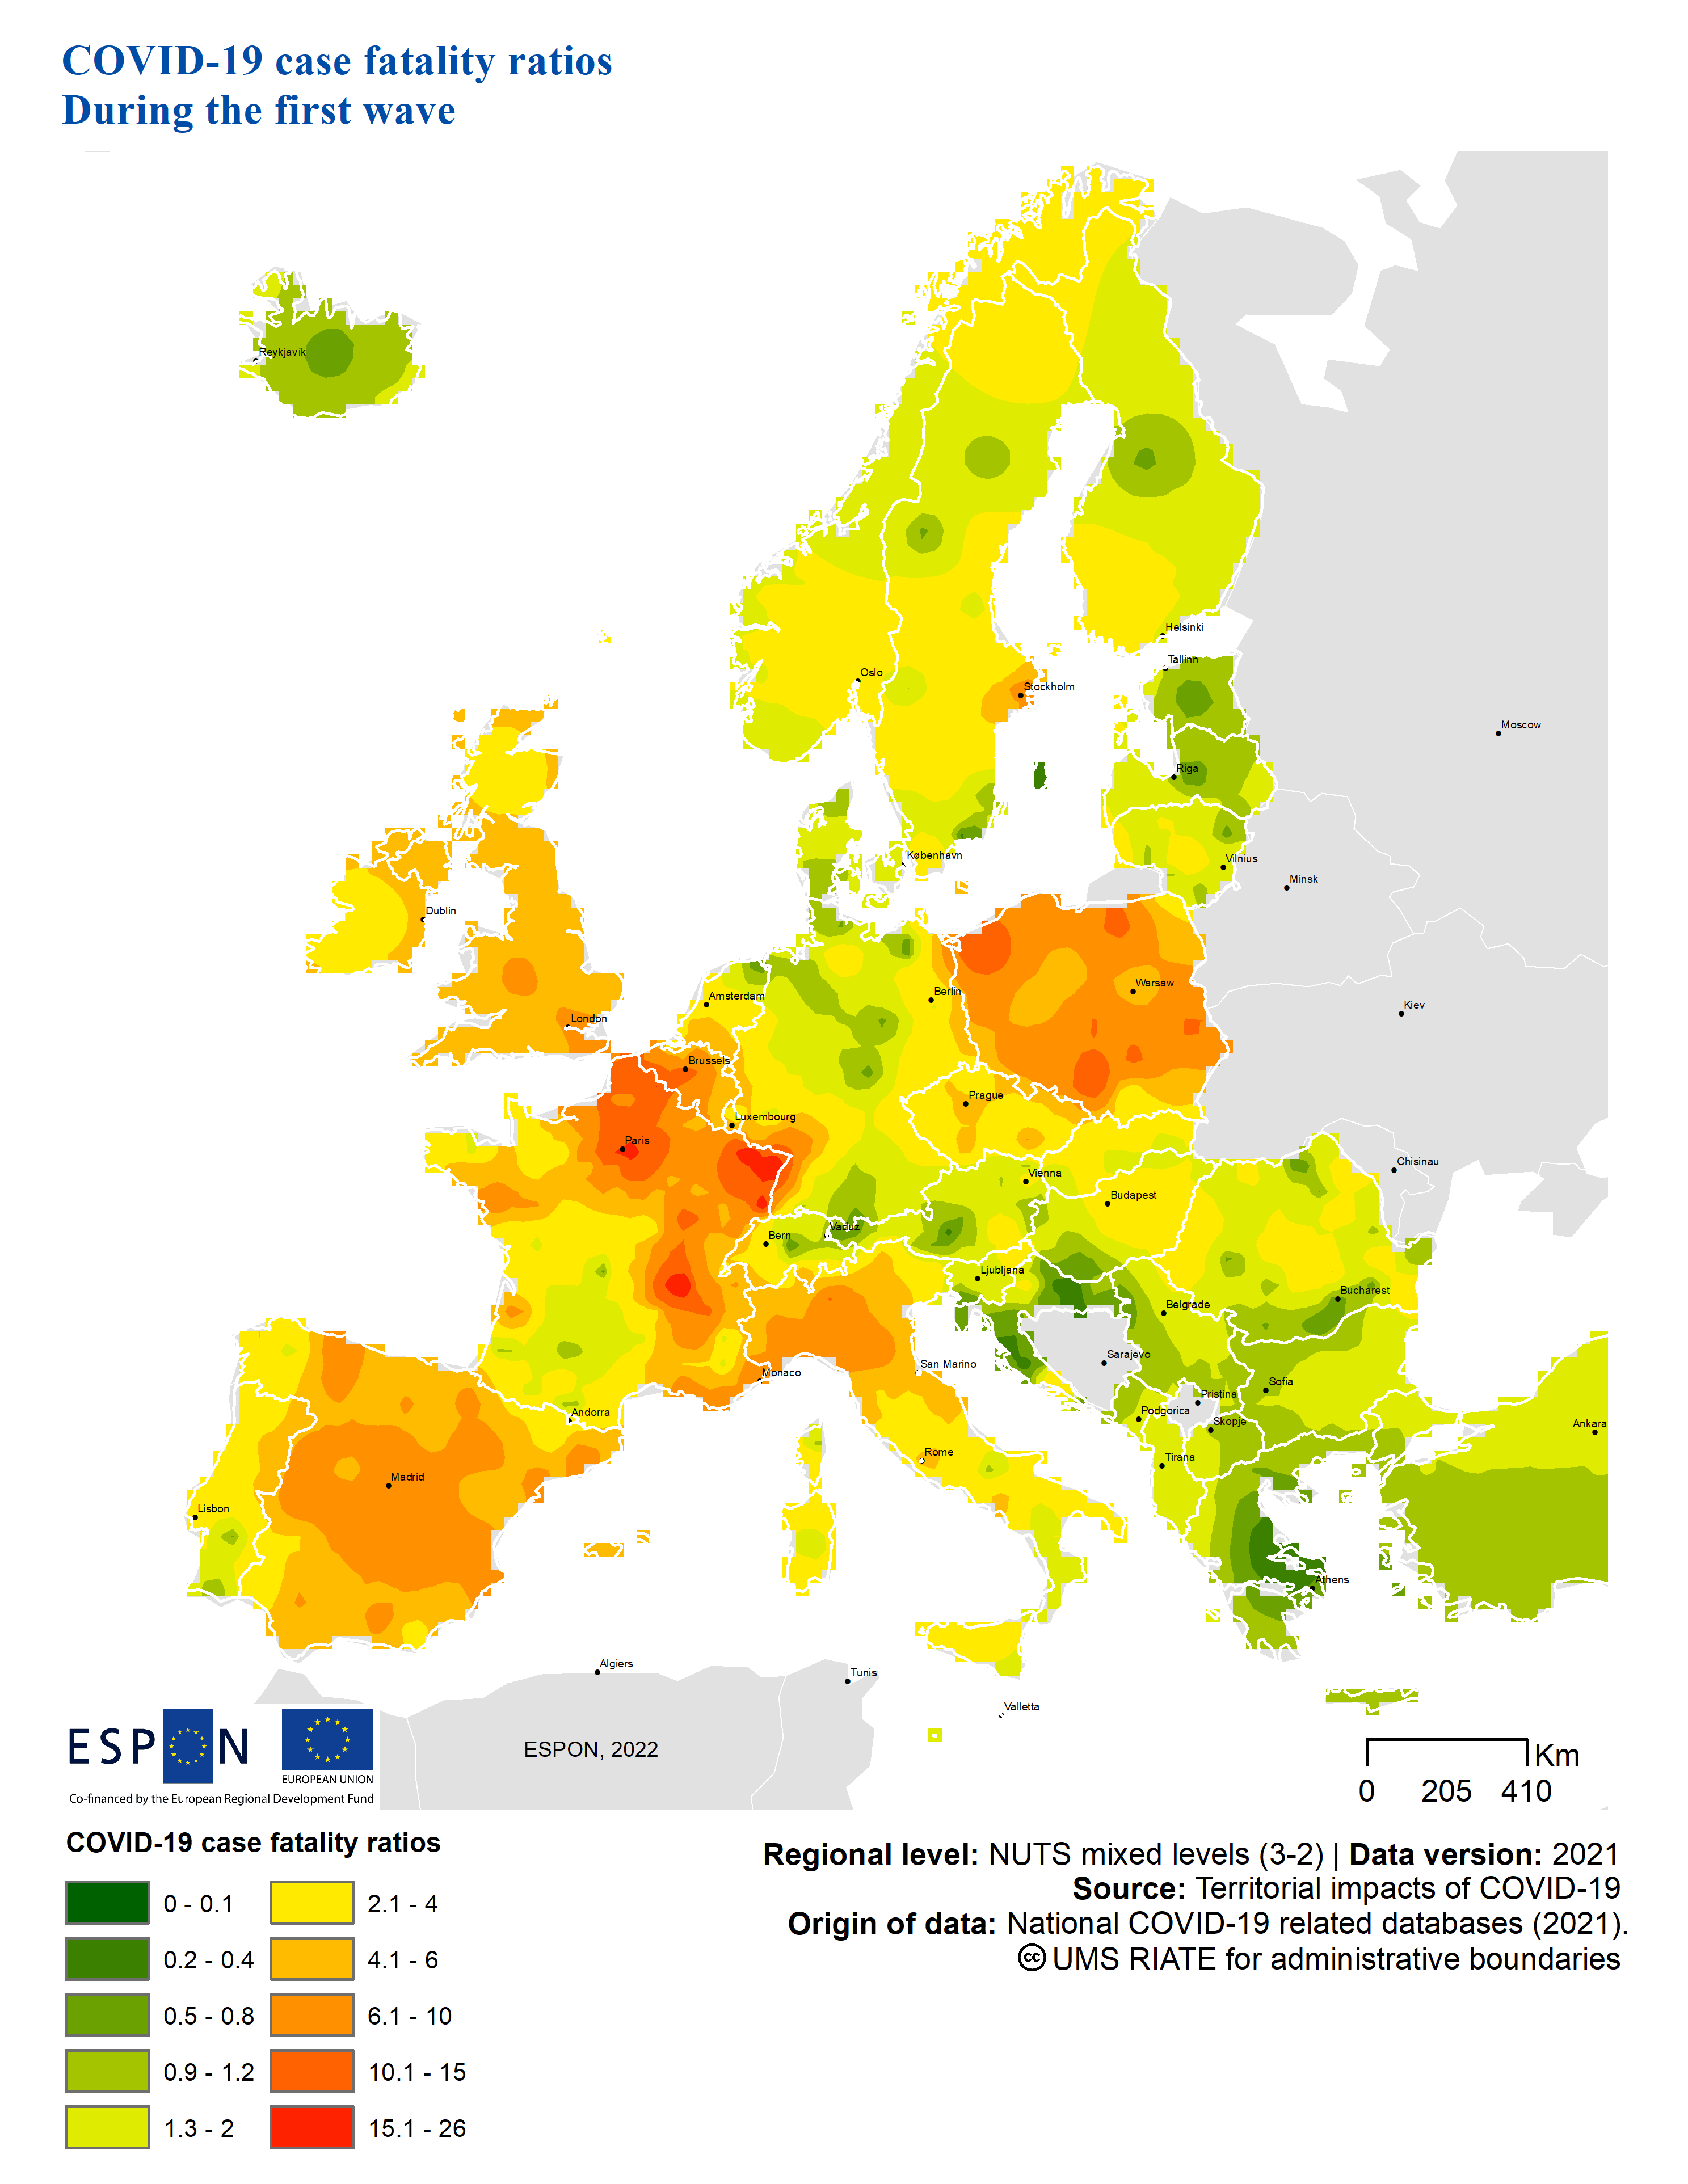 COVID-19 case fatality ratios
During the first wave
Reykjavík
Helsinki
Tallinn
Oslo
Stockholm
Moscow
Riga
København
Vilnius
Minsk
Dublin
Warsaw
Berlin
Amsterdam
Kiev
London
Brussels
Prague
Luxembourg
Paris
Chisinau
Vienna
Budapest
Vaduz
Bern
Ljubljana
Bucharest
Belgrade
Sarajevo
San Marino
Monaco
Sofia
Pristina
Andorra
Podgorica
Skopje
Ankara
Rome
Tirana
Madrid
Lisbon
Athens
Algiers
Tunis
Valletta
ESPON
EUROPEAN UNION
Co-financed by the European Regional Development Fund
ESPON, 2022
Km
0 205 410
COVID-19 case fatality ratios
0 - 0.1
0.2 - 0.4
0.5 - 0.8
0.9 - 1.2
1.3 - 2
2.1 - 4
4.1 - 6
6.1 - 10
10.1 - 15
15.1 - 26
Regional level: NUTS mixed levels (3-2) | Data version: 2021
Source: Territorial impacts of COVID-19
Origin of data: National COVID-19 related databases (2021).
cc UMS RIATE for administrative boundaries